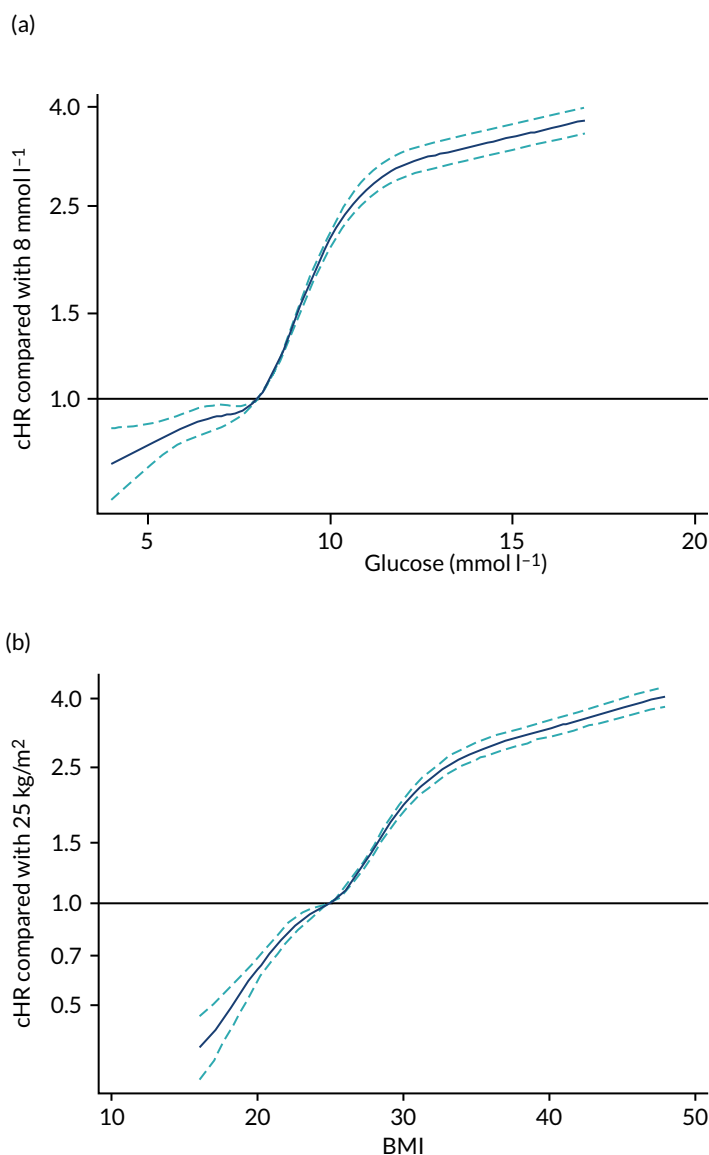 (a)
cHR compared with 8 mmol l⁻¹
4.0
2.5
1.5
1.0
5 10 15 20
Glucose (mmol l⁻¹)
(b)
cHR compared with 25 kg/m²
4.0
2.5
1.5
1.0
0.7
0.5
10 20 30 40 50
BMI